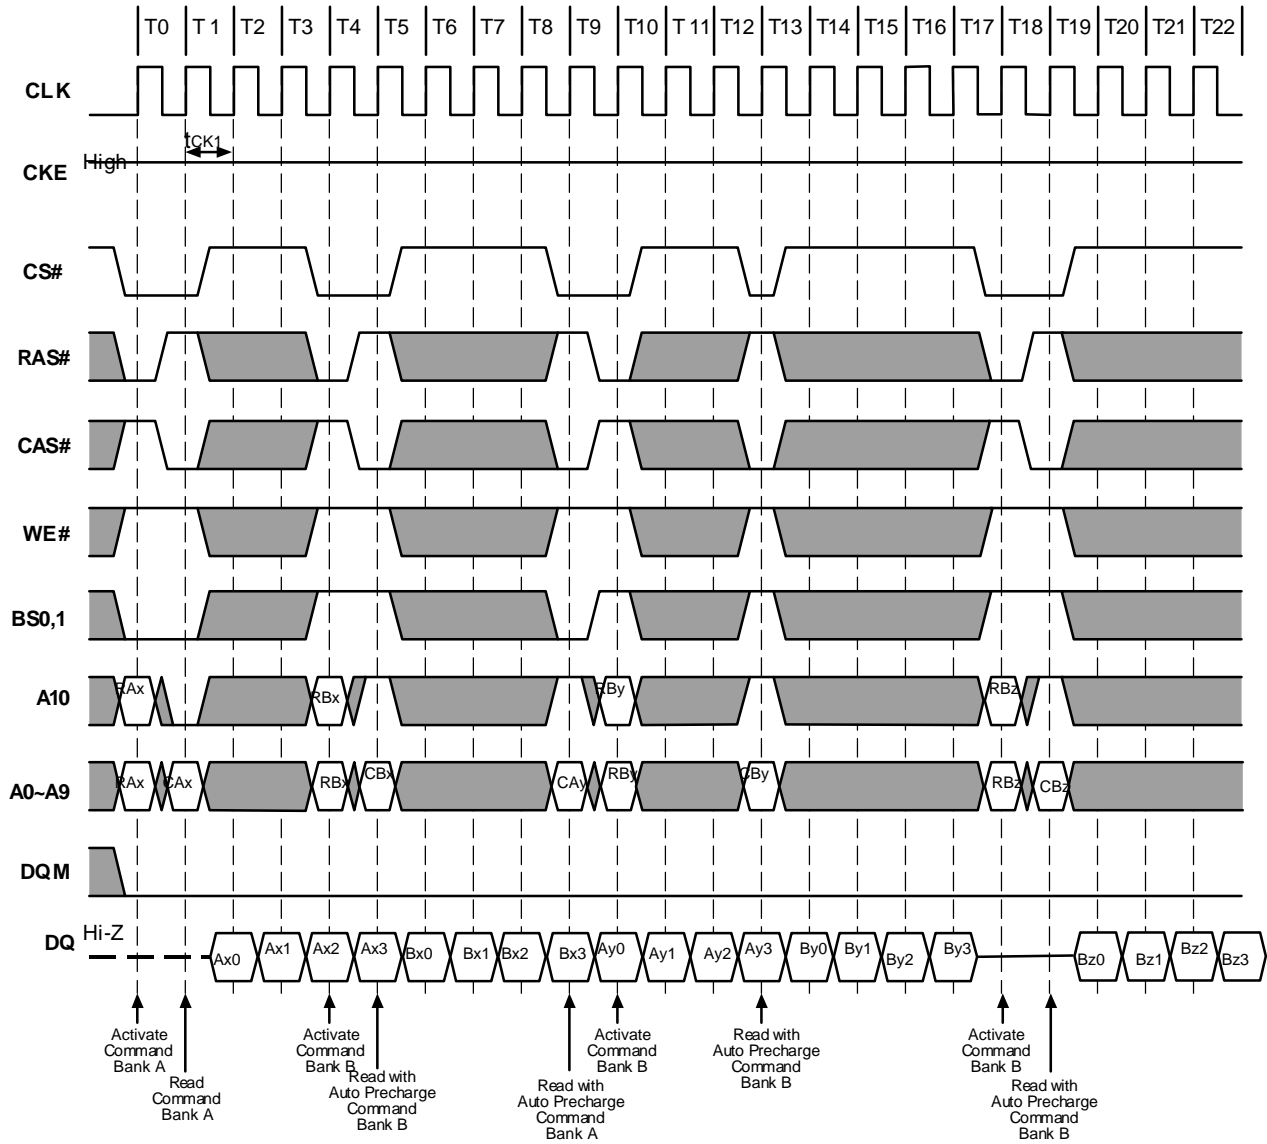 T0 T 1 T2 T3 T4 T5 T6 T7 T8 T9 T10 T 11 T12 T13 T14 T15 T16 T17 T18 T19 T20 T21 T22
CLK
tCK1
High
CKE
CS#
RAS#
CAS#
WE#
BS0,1
A10 RAx RBx RBy RBz
A0~A9 RAx CAx RBx CBx CAy RBy CBy RBz CBz
DQM
Hi-Z
DQ Ax0 Ax1 Ax2 Ax3 Bx0 Bx1 Bx2 Bx3 Ay0 Ay1 Ay2 Ay3 By0 By1 By2 By3 Bz0 Bz1 Bz2 Bz3
Activate
Command
Bank A
Read
Command
Bank A
Activate
Command
Bank B
Read with
Auto Precharge
Command
Bank B
Read with
Auto Precharge
Command
Bank A
Activate
Command
Bank B
Read with
Auto Precharge
Command
Bank B
Activate
Command
Bank B
Read with
Auto Precharge
Command
Bank B